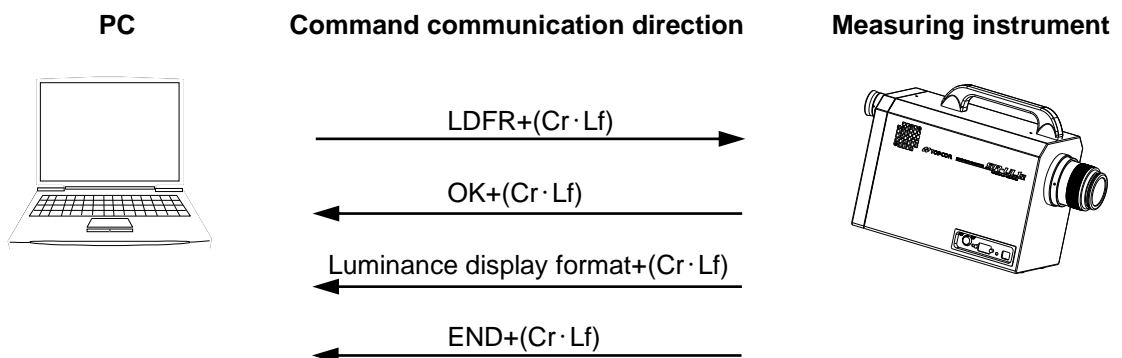 PC Command communication direction Measuring instrument
LDFR+(Cr·Lf)
OK+(Cr·Lf)
TOPCON
Luminance display format+(Cr·Lf)
END+(Cr·Lf)